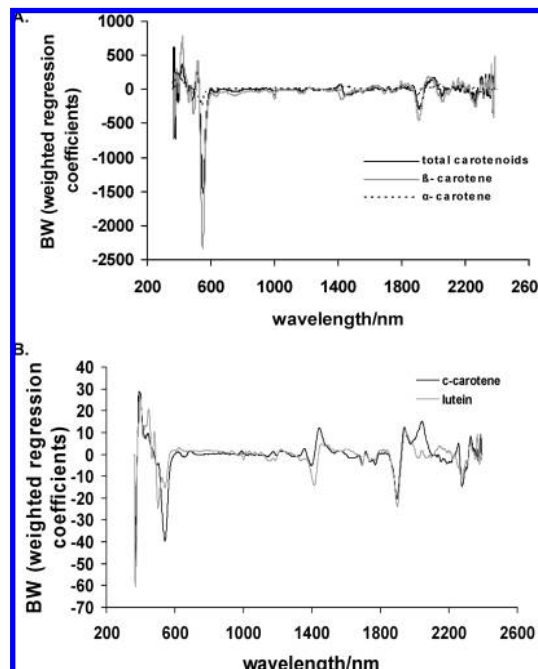 A.
1000
500
0
-500
-1000
-1500
-2000
-2500
BW (weighted regression
coefficients)
total carotenoids
ß- carotene
α- carotene
200 600 1000 1400 1800 2200 260
wavelength/nm
B.
40
30
20
10
0
-10
-20
-30
-40
-50
-60
-70
BW (weighted regression
coefficients)
c-carotene
lutein
200 600 1000 1400 1800 2200 2600
wavelength/nm